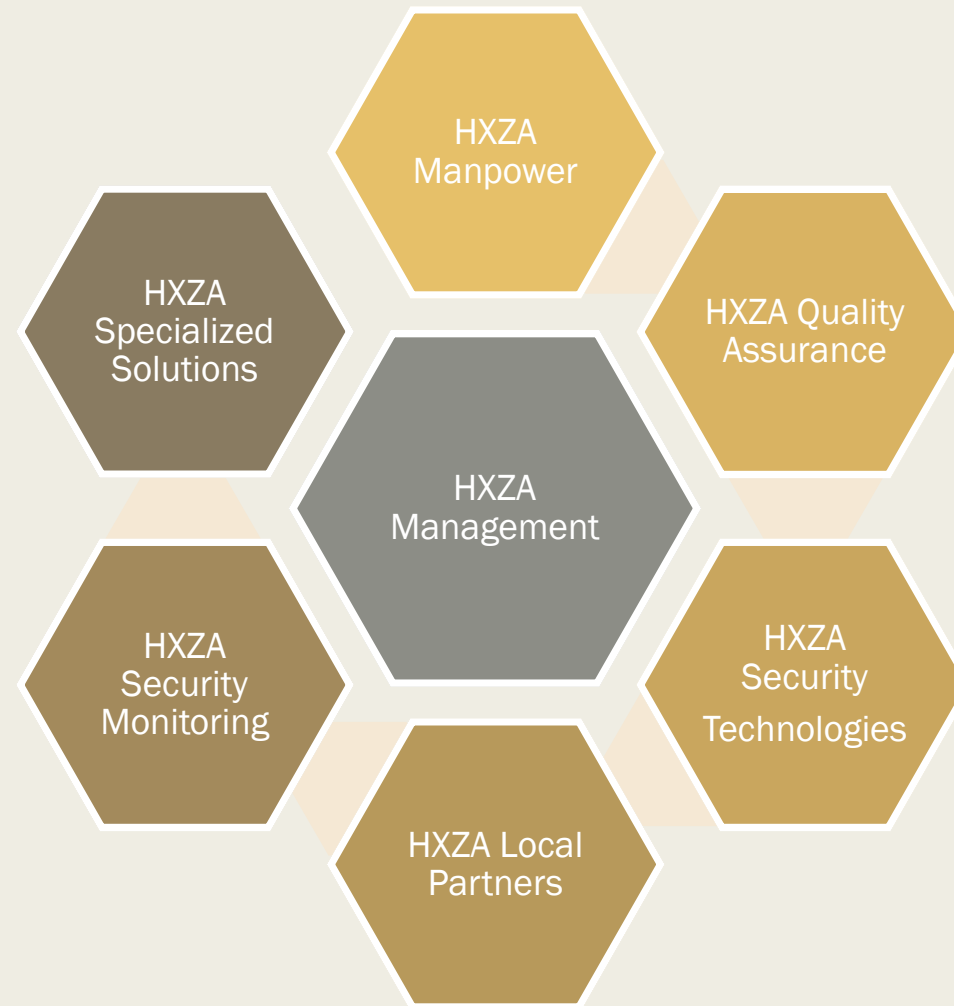 HXZA
Manpower
HXZA Quality
Assurance
HXZA
Security
Technologies
HXZA Local
Partners
HXZA
Security
Monitoring
HXZA
Specialized
Solutions
HXZA
Management